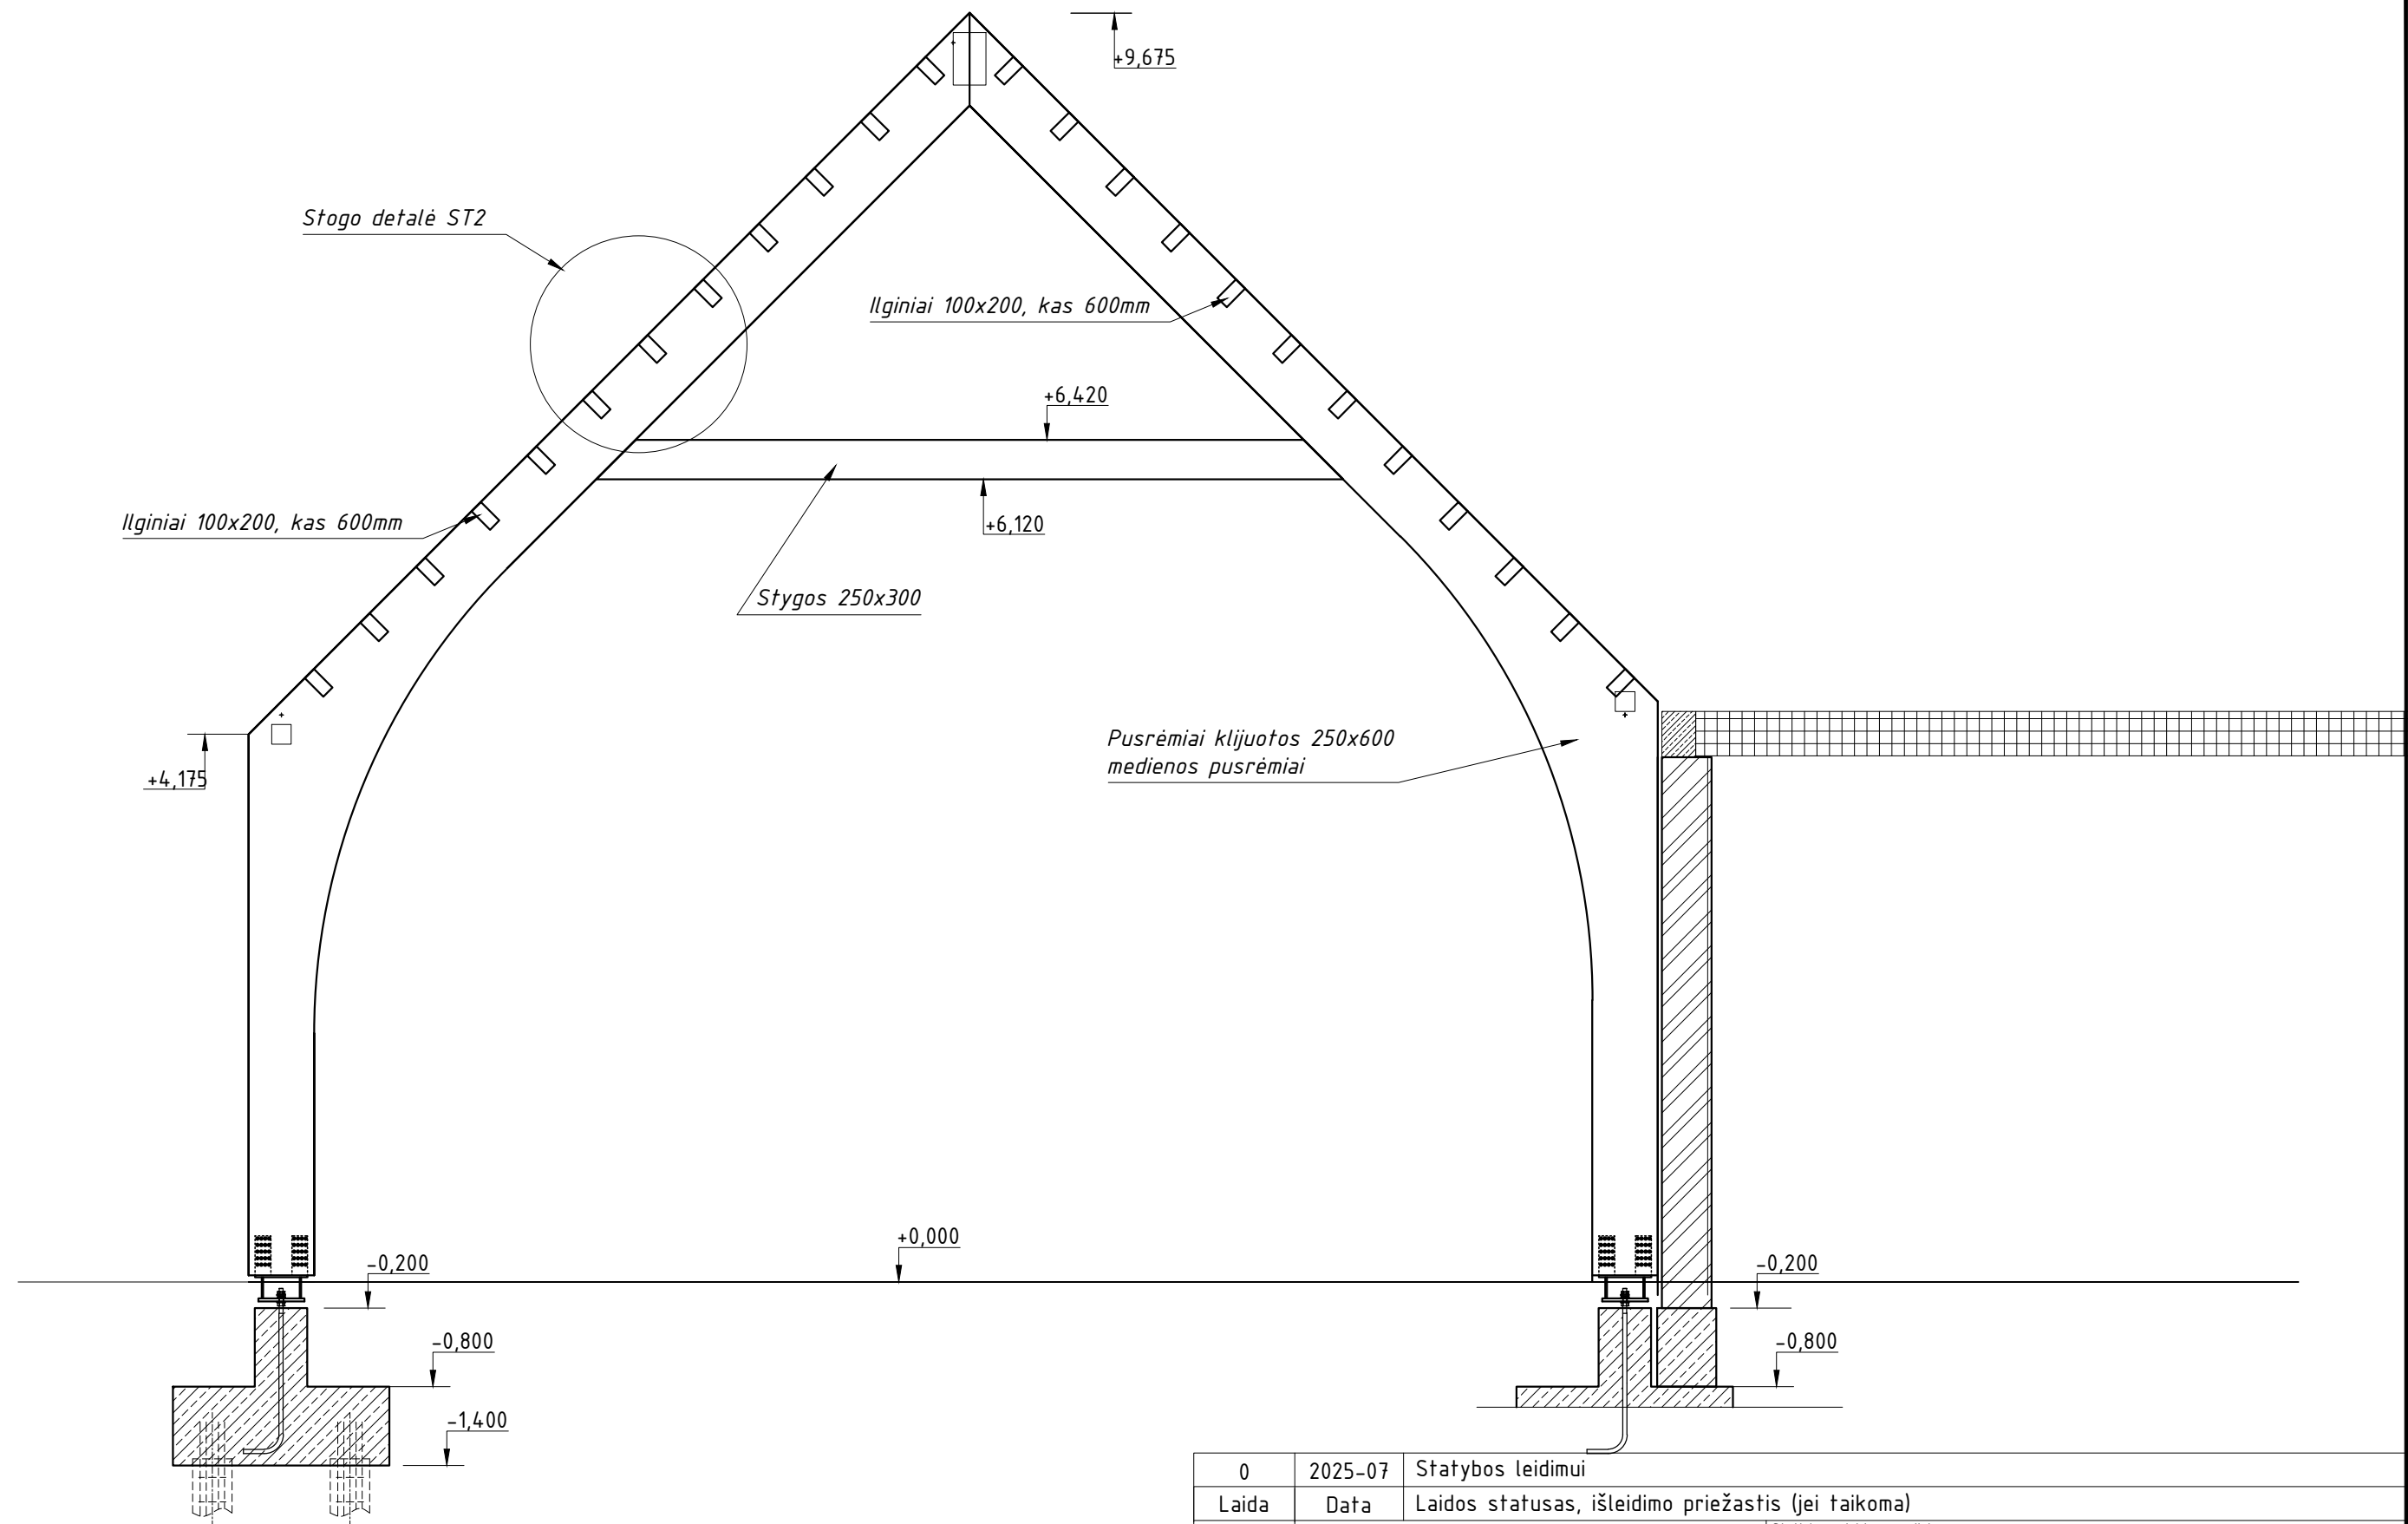 +9,675
Stogo detalė ST2
Ilginiai 100x200, kas 600mm
+6,420
Ilginiai 100x200, kas 600mm
+6,120
Stygos 250x300
Pusrėmiai klijuotos 250x600
medienos pusrėmiai
+4,175
+0,000
-0,200
-0,200
-0,800
-0,800
-1,400
0 2025-07 Statybos leidimui
Laida Data Laidos statusas, išleidimo priežastis (jei taikoma)